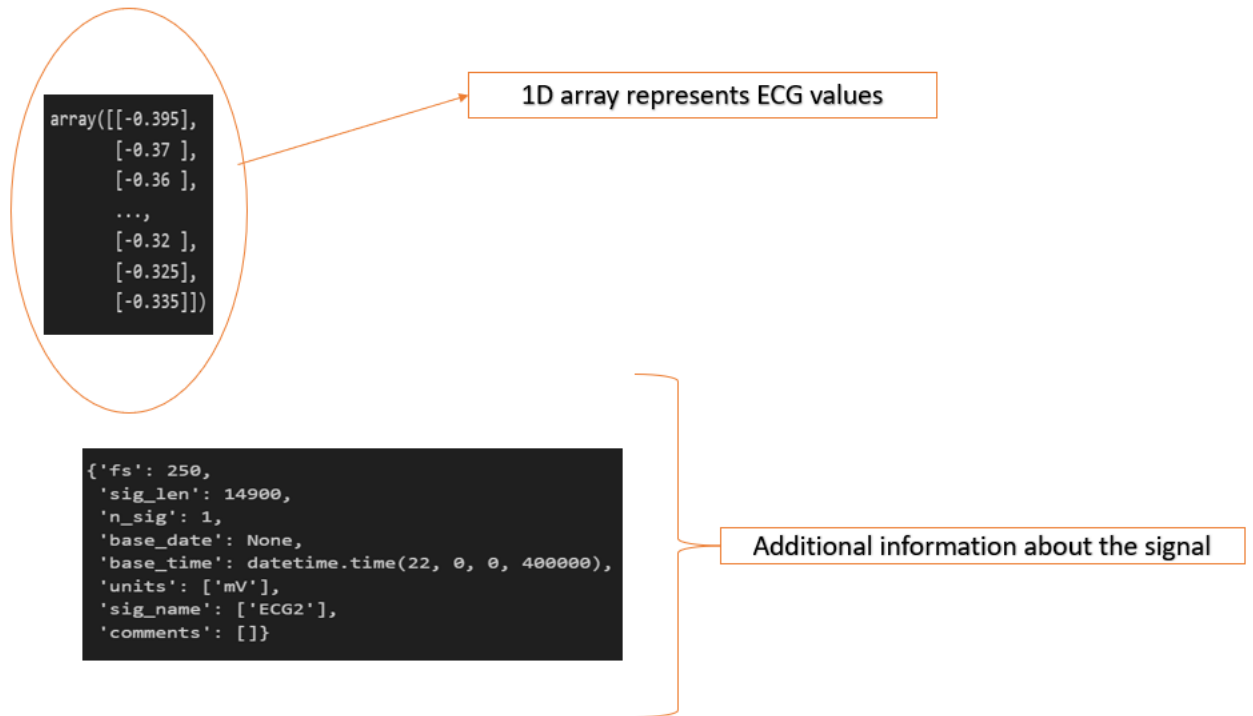 1D array represents ECG values
array([[-0.395],
[-0.37 ],
[-0.36 ],
...,
[-0.32 ],
[-0.325],
[-0.335]])
{'fs': 250,
'sig_len': 14900,
'n_sig': 1,
'base_date': None,
'base_time': datetime.time(22, 0, 0, 400000),
'units': ['mV'],
'sig_name': ['ECG2'],
'comments': []}
Additional information about the signal